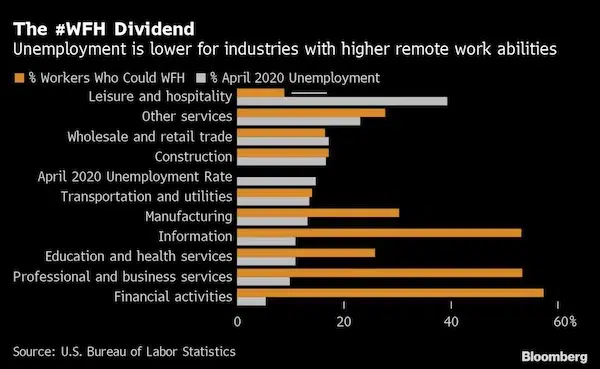 The #WFH Dividend
Unemployment is lower for industries with higher remote work abilities
% Workers Who Could WFH % April 2020 Unemployment
Leisure and hospitality
Other services
Wholesale and retail trade
Construction
April 2020 Unemployment Rate
Transportation and utilities
Manufacturing
Information
Education and health services
Professional and business services
Financial activities
0 20 40 60%
Source: U.S. Bureau of Labor Statistics
Bloomberg